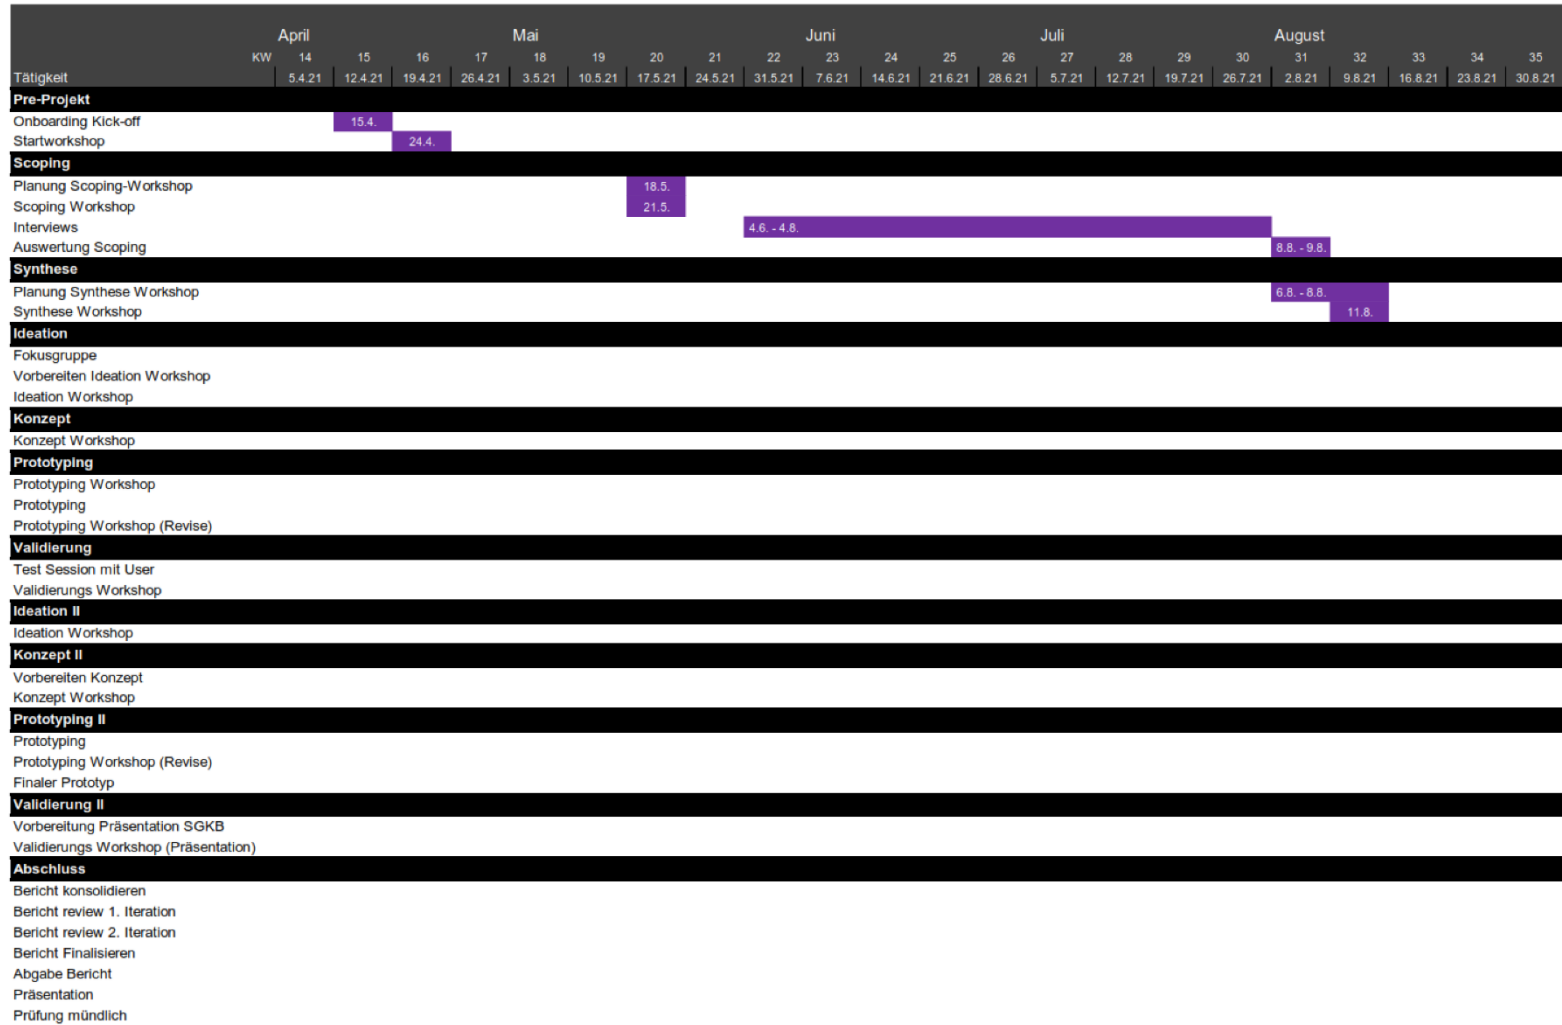 April Mai Juni Juli August
KW 14 15 16 17 18 19 20 21 22 23 24 25 26 27 28 29 30 31 32 33 34 35
Tätigkeit 5.4.21 12.4.21 19.4.21 26.4.21 3.5.21 10.5.21 17.5.21 24.5.21 31.5.21 7.6.21 14.6.21 21.6.21 28.6.21 5.7.21 12.7.21 19.7.21 26.7.21 2.8.21 9.8.21 16.8.21 23.8.21 30.8.21
Pre-Projekt
Onboarding Kick-off 15.4.
Startworkshop 24.4.
Scoping
Planung Scoping-Workshop 18.5.
Scoping Workshop 21.5.
Interviews 4.6. - 4.8.
Auswertung Scoping 8.8. - 9.8.
Synthese
Planung Synthese Workshop 6.8. - 8.8.
Synthese Workshop 11.8.
Ideation
Fokusgruppe
Vorbereiten Ideation Workshop
Ideation Workshop
Konzept
Konzept Workshop
Prototyping
Prototyping Workshop
Prototyping
Prototyping Workshop (Revise)
Validierung
Test Session mit User
Validierungs Workshop
Ideation II
Ideation Workshop
Konzept II
Vorbereiten Konzept
Konzept Workshop
Prototyping II
Prototyping
Prototyping Workshop (Revise)
Finaler Prototyp
Validierung II
Vorbereitung Präsentation SGKB
Validierungs Workshop (Präsentation)
Abschluss
Bericht konsolidieren
Bericht review 1. Iteration
Bericht review 2. Iteration
Bericht Finalisieren
Abgabe Bericht
Präsentation
Prüfung mündlich